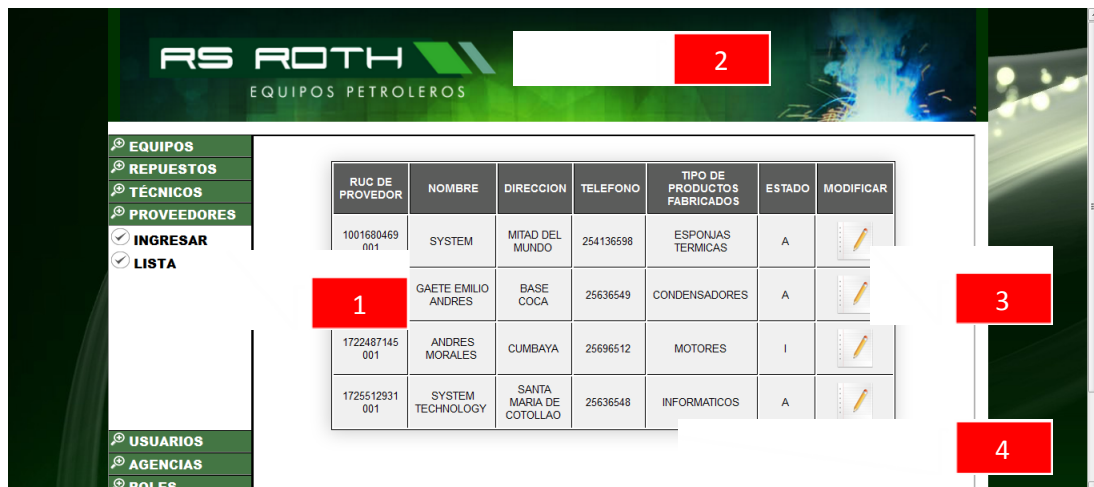 RS ROTH
EQUIPOS PETROLEROS
2
EQUIPOS
REPUESTOS
TÉCNICOS
PROVEEDORES
INGRESAR
LISTA
USUARIOS
AGENCIAS
RUC DE PROVEDOR NOMBRE DIRECCION TELEFONO TIPO DE PRODUCTOS FABRICADOS ESTADO MODIFICAR
1001680469 001 SYSTEM MITAD DEL MUNDO 254136598 ESPONJAS TERMICAS A
1 GAETE EMILIO ANDRES BASE COCA 25636549 CONDENSADORES A 3
1722487145 001 ANDRES MORALES CUMBAYA 25696512 MOTORES I
1725512931 001 SYSTEM TECHNOLOGY SANTA MARIA DE COTOLLAO 25636548 INFORMATICOS A
4